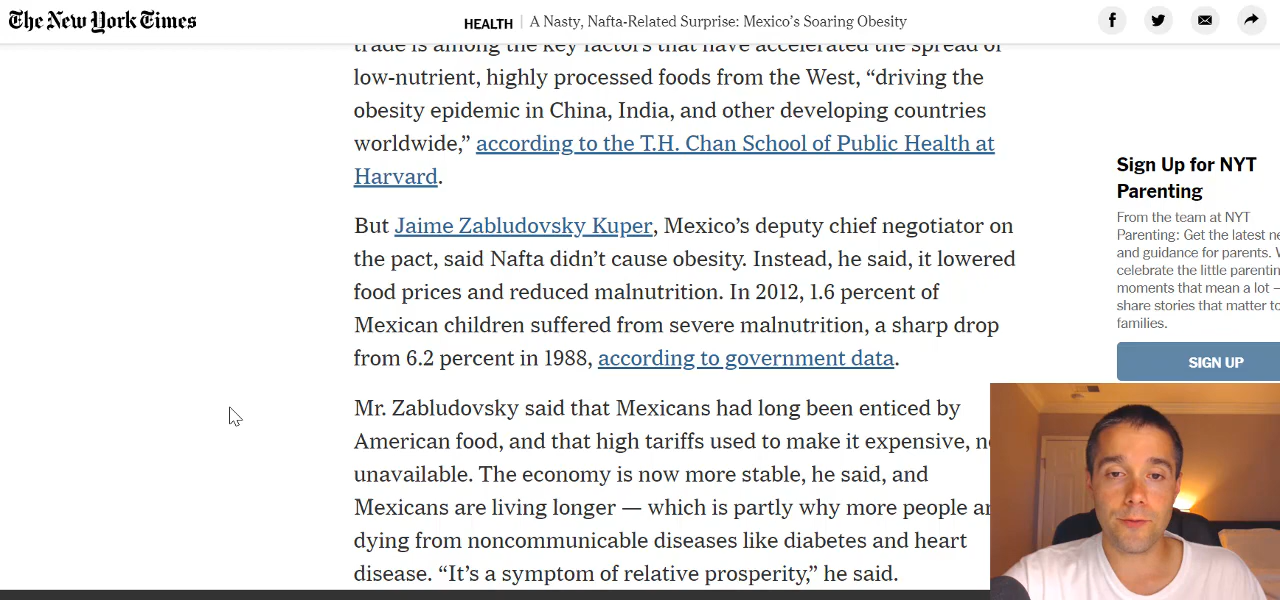 The New York Times
HEALTH | A Nasty, Nafta-Related Surprise: Mexico's Soaring Obesity
trade is among the key factors that have accelerated the spread of
low-nutrient, highly processed foods from the West, “driving the
obesity epidemic in China, India, and other developing countries
worldwide,” according to the T.H. Chan School of Public Health at
Harvard.
But Jaime Zabludovsky Kuper, Mexico’s deputy chief negotiator on
the pact, said Nafta didn’t cause obesity. Instead, he said, it lowered
food prices and reduced malnutrition. In 2012, 1.6 percent of
Mexican children suffered from severe malnutrition, a sharp drop
from 6.2 percent in 1988, according to government data.
Mr. Zabludovsky said that Mexicans had long been enticed by
American food, and that high tariffs used to make it expensive,
unavailable. The economy is now more stable, he said, and
Mexicans are living longer — which is partly why more people
dying from noncommunicable diseases like diabetes and heart
disease. “It’s a symptom of relative prosperity,” he said.
Sign Up for NYT
Parenting
From the team at NYT
Parenting: Get the latest
and guidance for parents.
celebrate the little
moments that mean a lot —
share stories that matter to
families.
SIGN UP